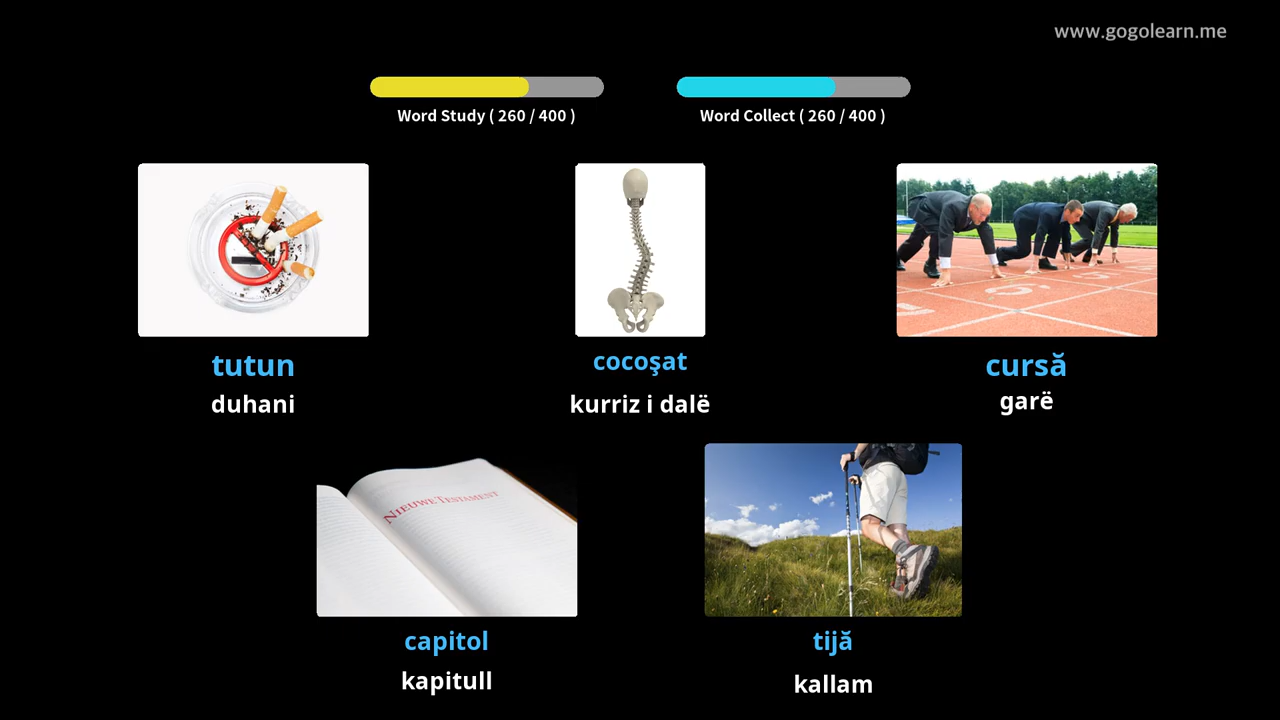 www.gogolearn.me
Word Study ( 260 / 400 )
Word Collect ( 260 / 400 )
tutun
duhani
cocoşat
kurriz i dalë
cursă
garë
NIEUWE TESTAMENT
capitol
kapitull
tijă
kallam